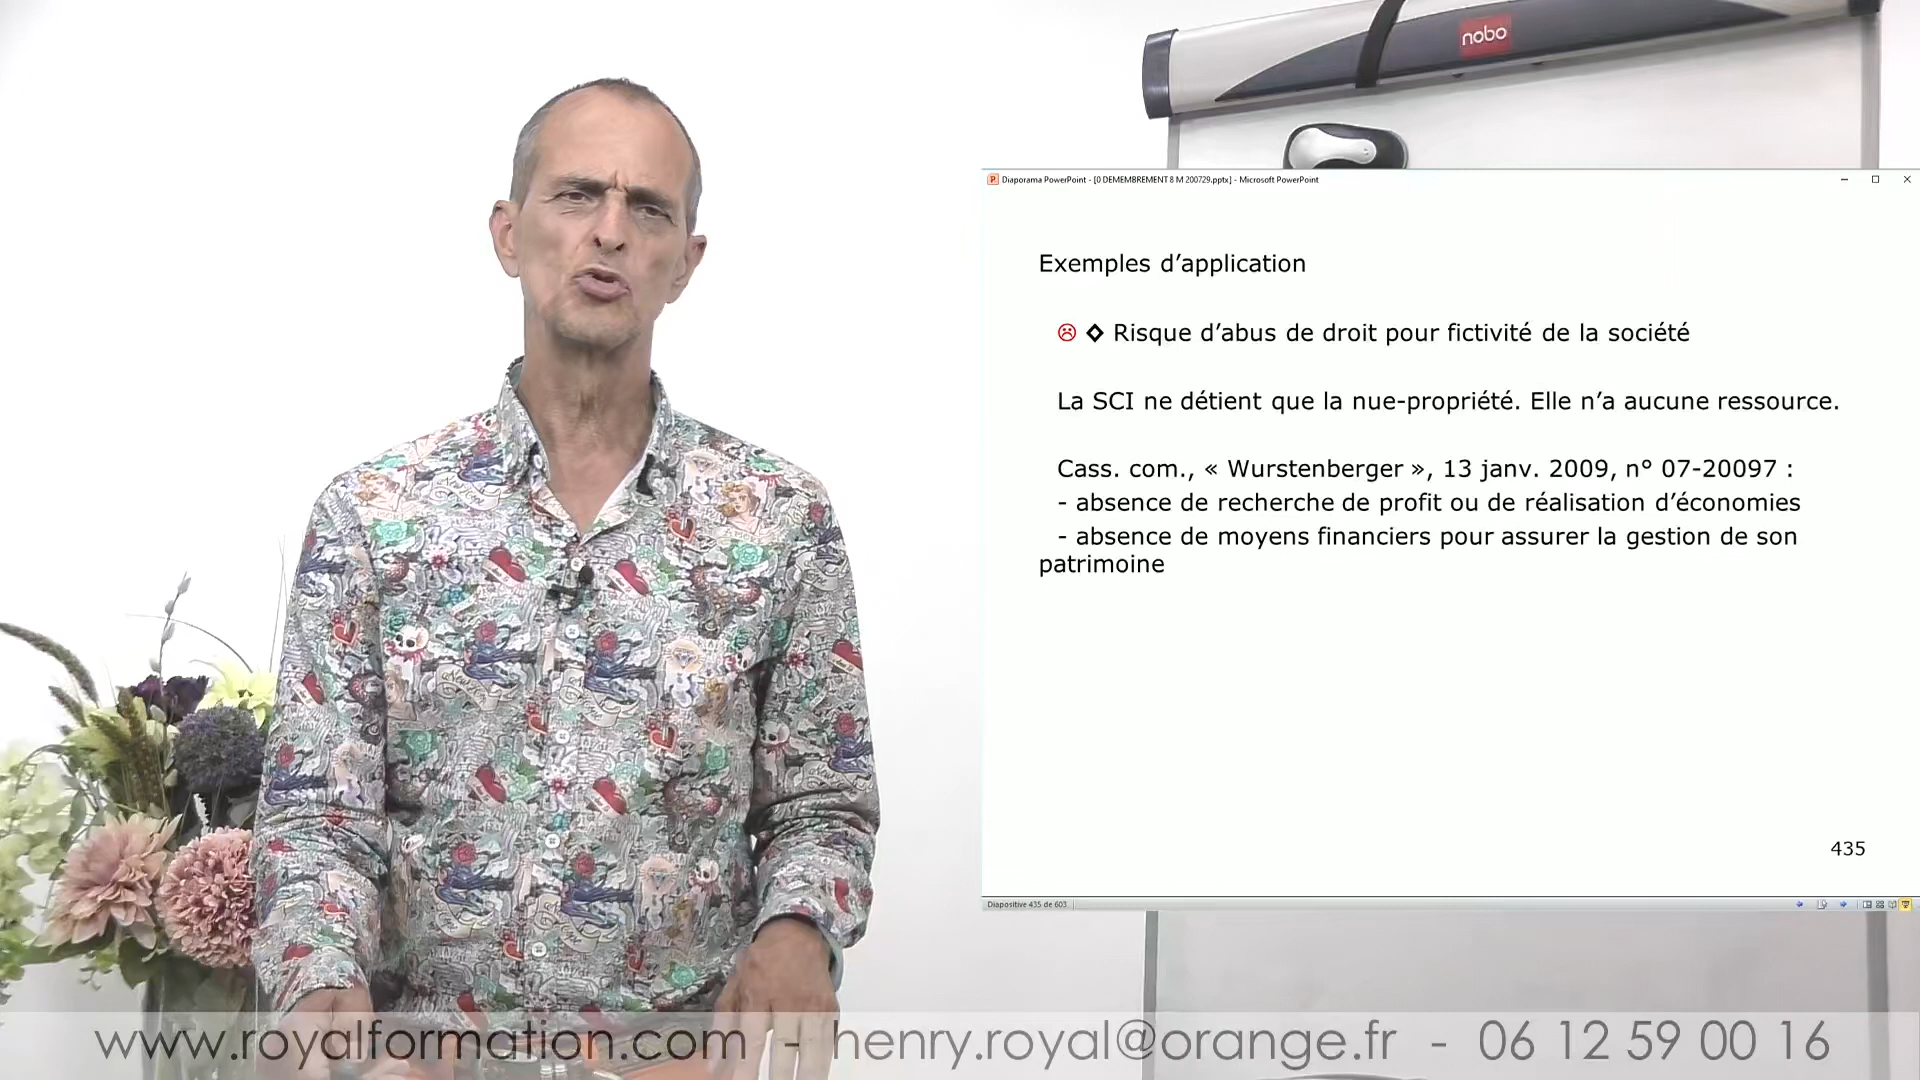 nobo
Diaporama PowerPoint - [0 DEMEMBREMENT 8 M 200729.pptx] - Microsoft PowerPoint
Exemples d’application
☹ ◇ Risque d’abus de droit pour fictivité de la société
La SCI ne détient que la nue-propriété. Elle n’a aucune ressource.
Cass. com., « Wurstenberger », 13 janv. 2009, n° 07-20097 :
- absence de recherche de profit ou de réalisation d’économies
- absence de moyens financiers pour assurer la gestion de son
patrimoine
435
Diapositive 435 de 603
www.royalformation.com - henry.royal@orange.fr - 06 12 59 00 16